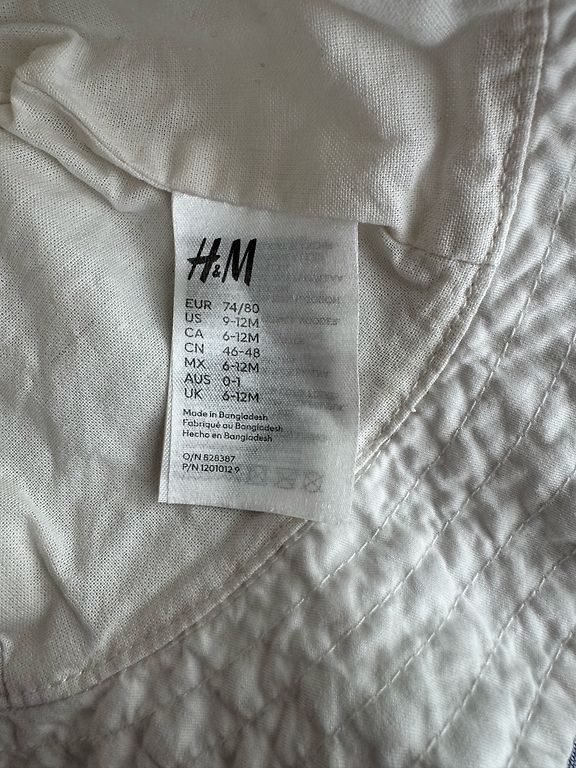 H&M
EUR 74/80
US 9-12M
CA 6-12M
CN 46-48
MX 6-12M
AUS 0-1
UK 6-12M
Made in Bangladesh
Fabriqué au Bangladesh
Hecho en Bangladesh
O/N 828387
P/N 1201012·9